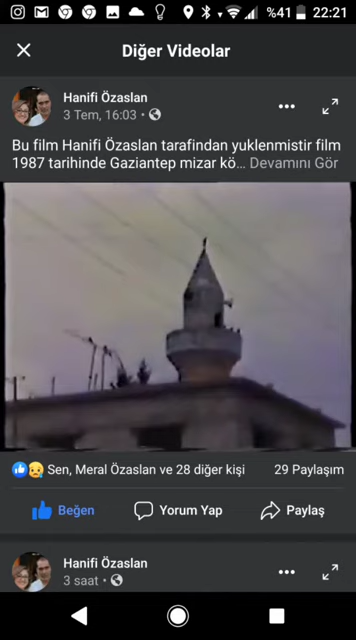 %41 22:21
Diğer Videolar
Hanifi Özaslan
3 Tem, 16:03 ·
Bu film Hanifi Özaslan tarafindan yuklenmistir film
1987 tarihinde Gaziantep mizar kö... Devamını Gör
Sen, Meral Özaslan ve 28 diğer kişi 29 Paylaşım
Beğen Yorum Yap Paylaş
Hanifi Özaslan
3 saat ·